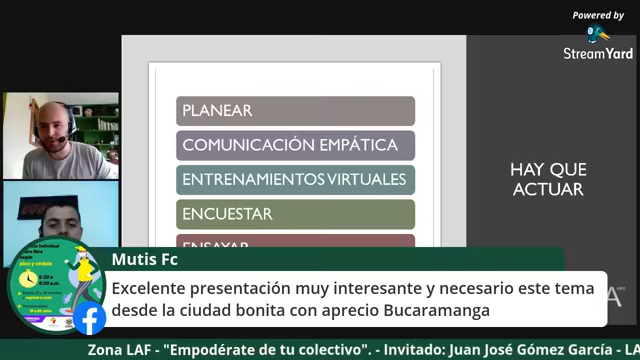 Powered by
StreamYard
PLANEAR
COMUNICACIÓN EMPÁTICA
ENTRENAMIENTOS VIRTUALES
ENCUESTAR
ENSAYAR
HAY QUE
ACTUAR
Mutis Fc
Excelente presentación muy interesante y necesario este tema
desde la ciudad bonita con aprecio Bucaramanga
Zona LAF - "Empodérate de tu colectivo". - Invitado: Juan José Gómez García - LA